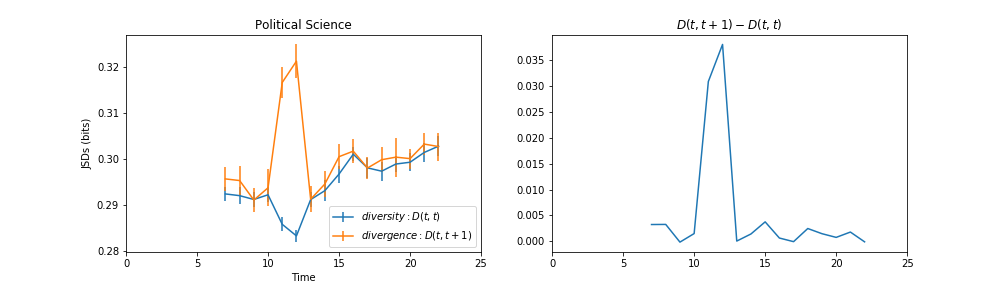 Political Science
JSDs (bits)
0.32
0.31
0.30
0.29
0.28
0 5 10 15 20 25
Time
diversity : D(t, t)
divergence : D(t, t + 1)
D(t, t + 1) − D(t, t)
0.035
0.030
0.025
0.020
0.015
0.010
0.005
0.000
0 5 10 15 20 25